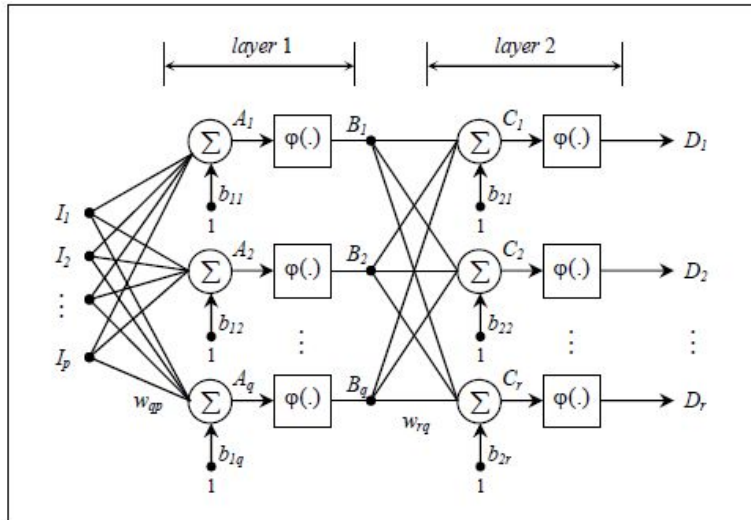 layer 1 layer 2
A1 B1 C1
Σ φ(.) Σ φ(.) D1
b11 b21
I1 1 1
A2 B2 C2
I2 Σ φ(.) Σ φ(.) D2
⋮
b12 b22
Ip 1 ⋮ 1 ⋮ ⋮
Aq Bq Cr
wqp Σ φ(.) wrq Σ φ(.) Dr
b1q b2r
1 1